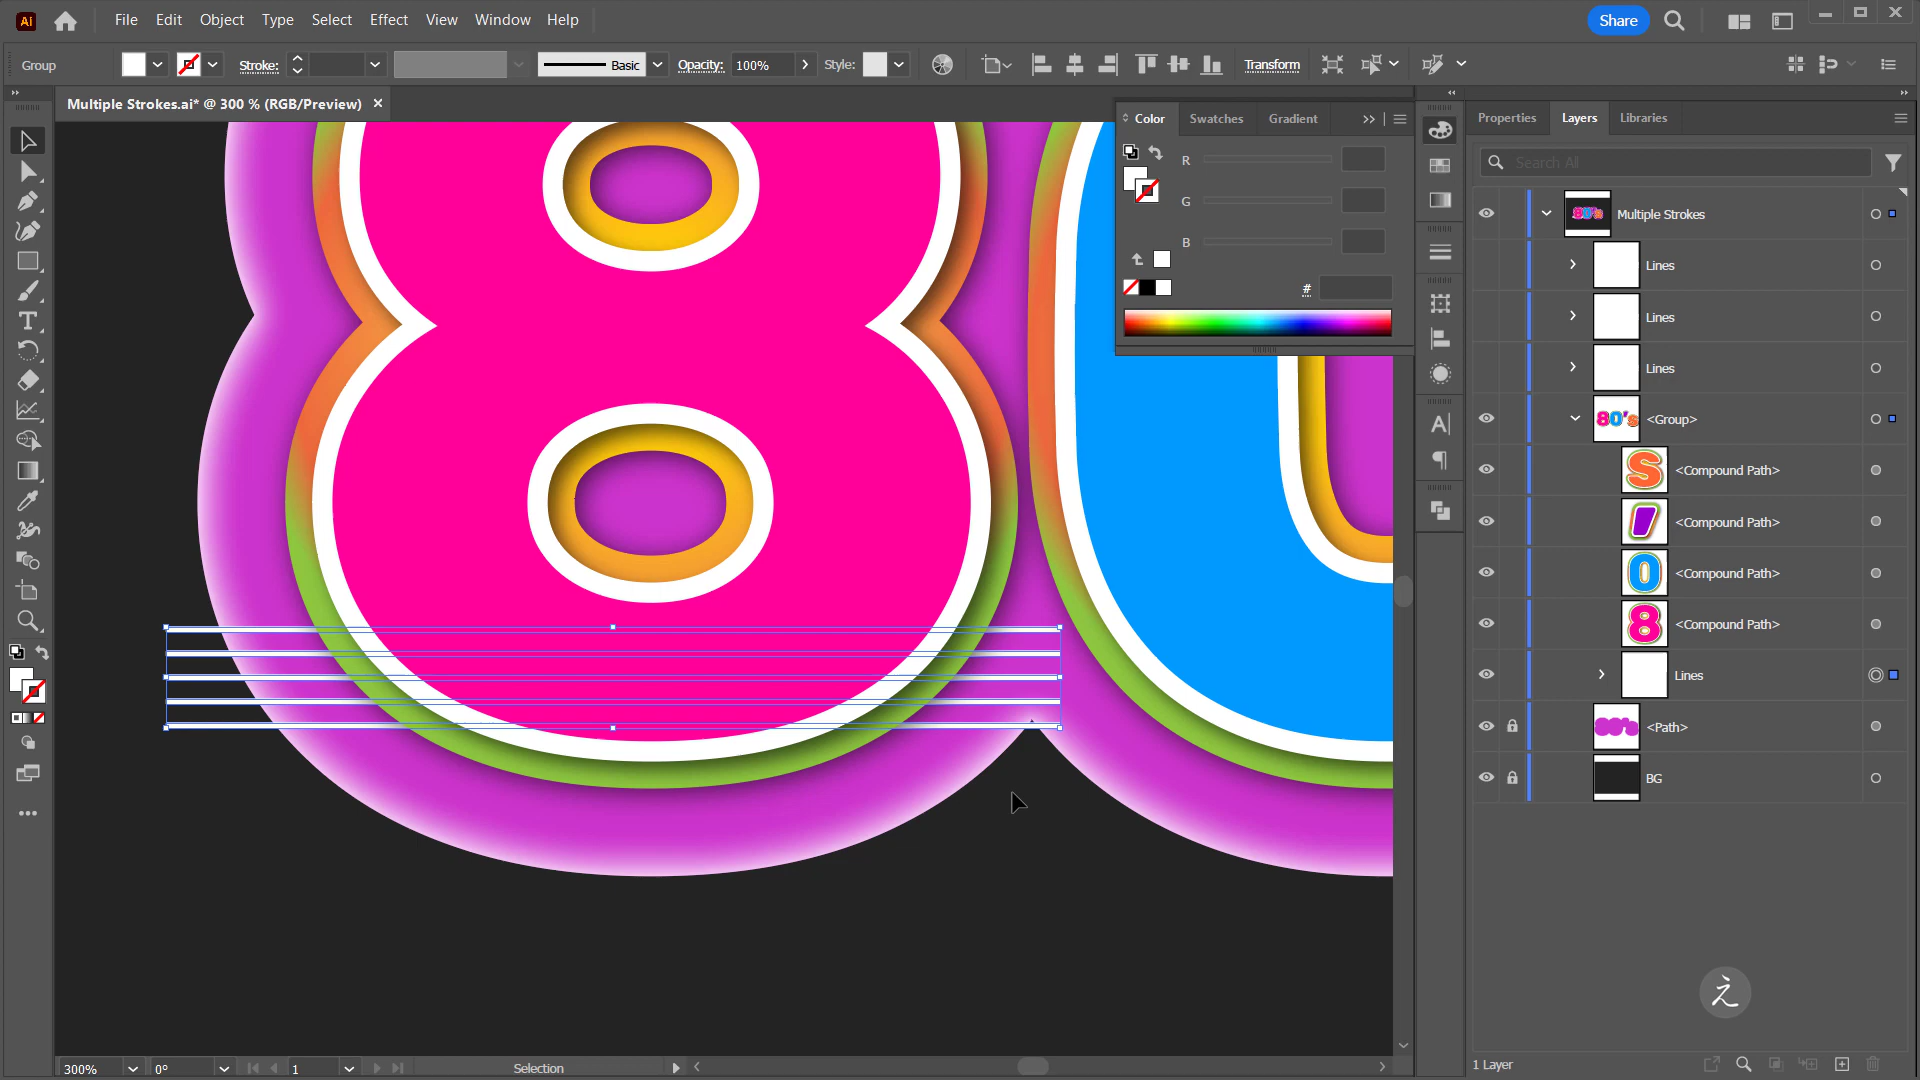 Ai File Edit Object Type Select Effect View Window Help Share
Group Stroke: Basic Opacity: 100% Style: Transform
Multiple Strokes.ai* @ 300 % (RGB/Preview) ×
Color Swatches Gradient
R
G
B
#
Properties Layers Libraries
Search All
Multiple Strokes
Lines
Lines
Lines
<Group>
<Compound Path>
<Compound Path>
<Compound Path>
<Compound Path>
Lines
<Path>
BG
之
1 Layer
300% 0° 1 Selection